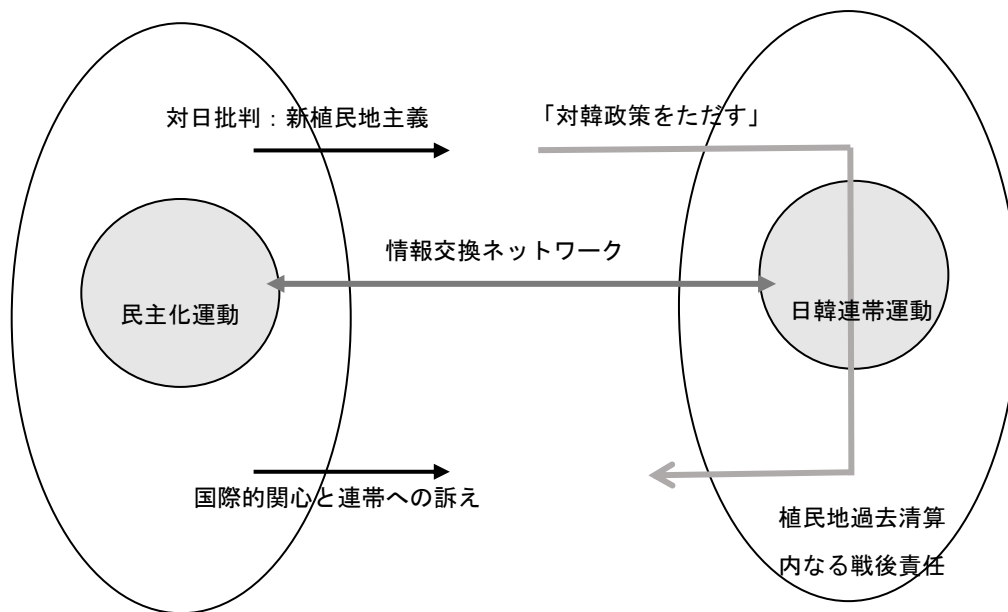 対日批判：新植民地主義
「対韓政策をただす」
情報交換ネットワーク
民主化運動
日韓連帯運動
国際的関心と連帯への訴え
植民地過去清算
内なる戦後責任